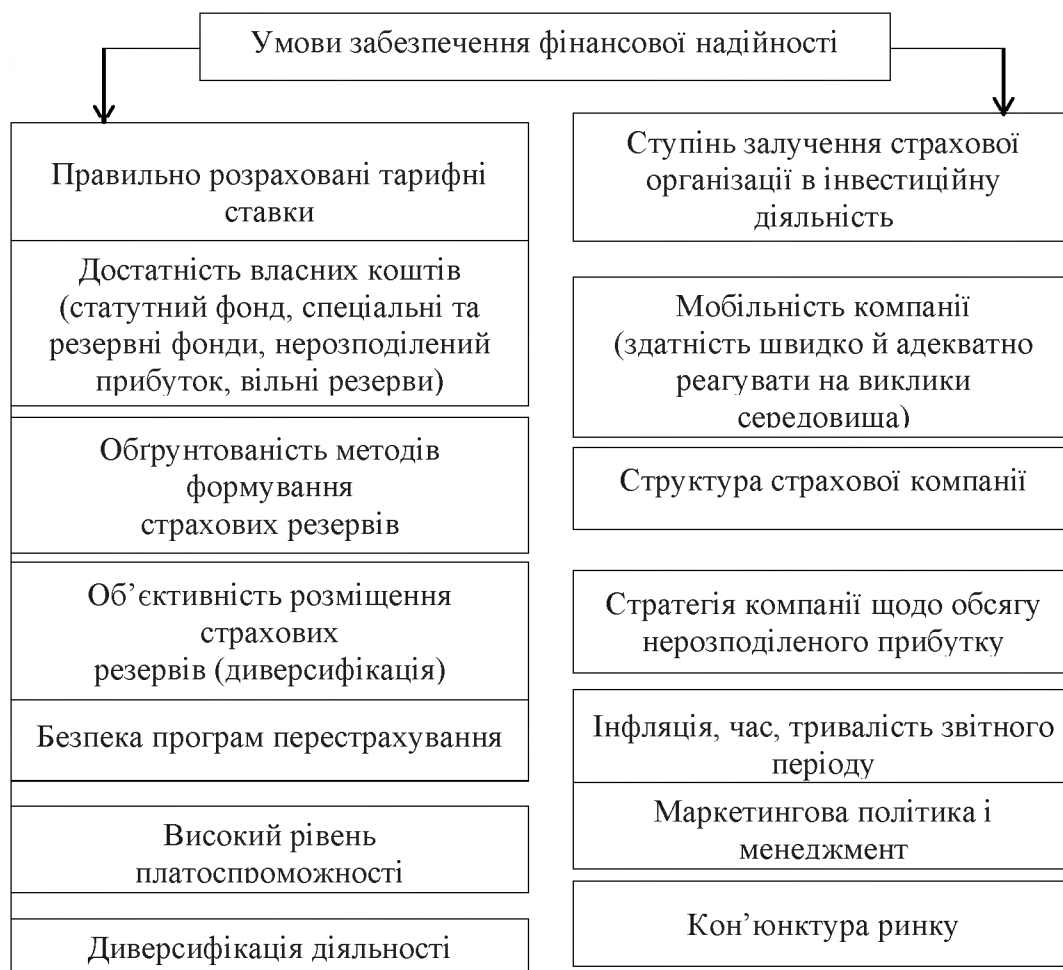 Умови забезпечення фінансової надійності
Правильно розраховані тарифні
ставки
Достатність власних коштів
(статутний фонд, спеціальні та
резервні фонди, нерозподілений
прибуток, вільні резерви)
Обґрунтованість методів
формування
страхових резервів
Об’єктивність розміщення
страхових
резервів (диверсифікація)
Безпека програм перестрахування
Високий рівень
платоспроможності
Диверсифікація діяльності
Ступінь залучення страхової
організації в інвестиційну
діяльність
Мобільність компанії
(здатність швидко й адекватно
реагувати на виклики
середовища)
Структура страхової компанії
Стратегія компанії щодо обсягу
нерозподіленого прибутку
Інфляція, час, тривалість звітного
періоду
Маркетингова політика і
менеджмент
Кон’юнктура ринку